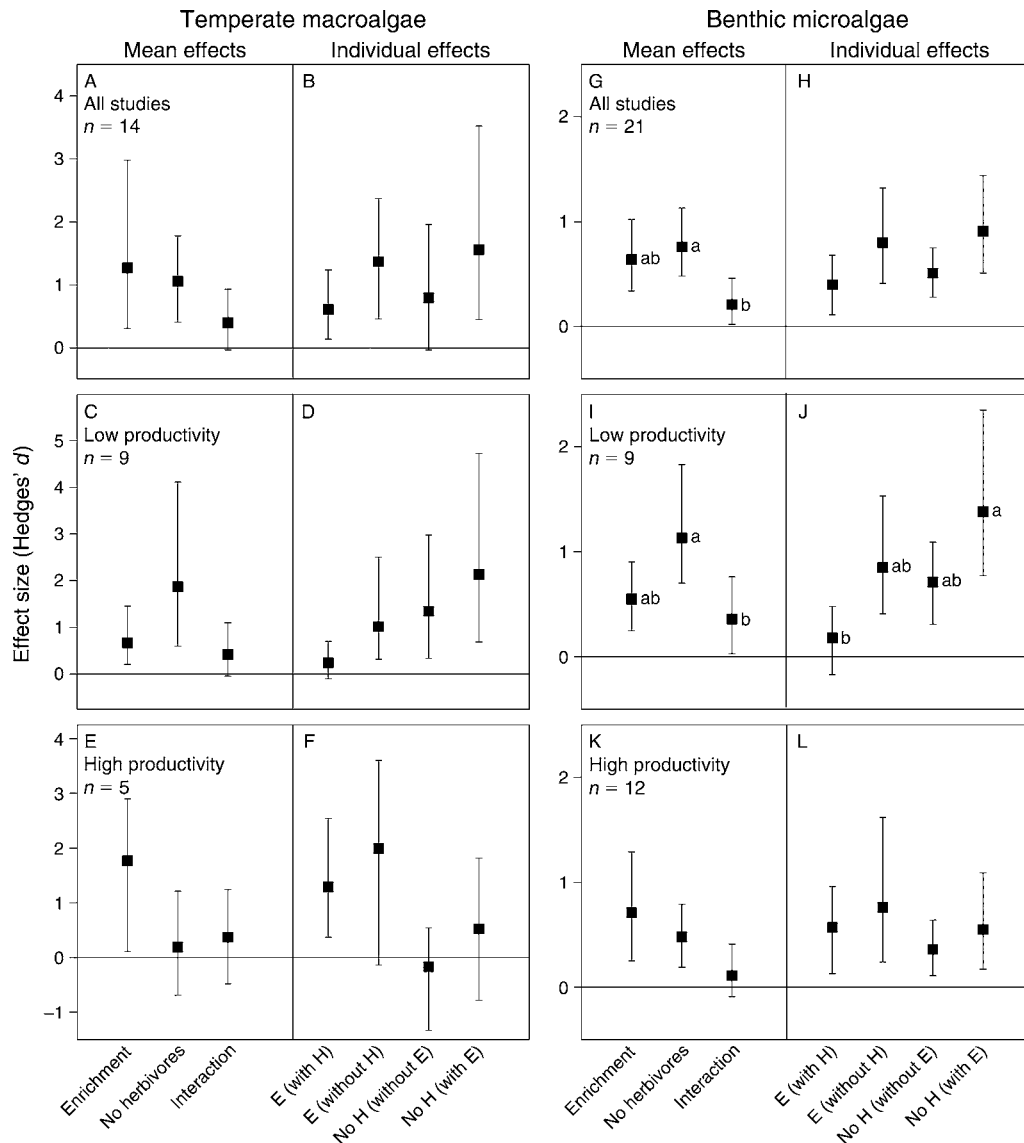 Temperate macroalgae
Benthic microalgae
Mean effects
Individual effects
Mean effects
Individual effects
Effect size (Hedges' d)
A
All studies
n = 14
B
4
3
2
1
0
C
Low productivity
n = 9
D
5
4
3
2
1
0
E
High productivity
n = 5
F
4
3
2
1
0
−1
Enrichment
No herbivores
Interaction
E (with H)
E (without H)
No H (without E)
No H (with E)
G
All studies
n = 21
H
2
1
0
ab
a
b
I
Low productivity
n = 9
J
2
1
0
ab
a
b
b
ab
ab
a
K
High productivity
n = 12
L
2
1
0
Enrichment
No herbivores
Interaction
E (with H)
E (without H)
No H (without E)
No H (with E)